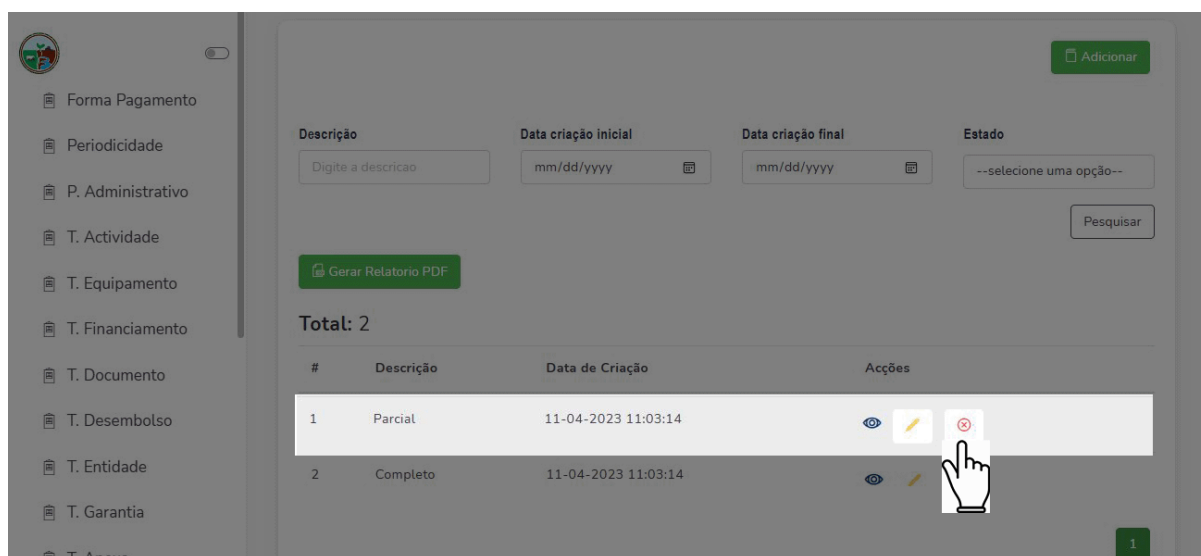 Forma Pagamento
Periodicidade
P. Administrativo
T. Actividade
T. Equipamento
T. Financiamento
T. Documento
T. Desembolso
T. Entidade
T. Garantia
Adicionar
Descrição Data criação inicial Data criação final Estado
Digite a descricao mm/dd/yyyy mm/dd/yyyy --selecione uma opção--
Pesquisar
Gerar Relatorio PDF
Total: 2
# Descrição Data de Criação Acções
1 Parcial 11-04-2023 11:03:14
2 Completo 11-04-2023 11:03:14
1